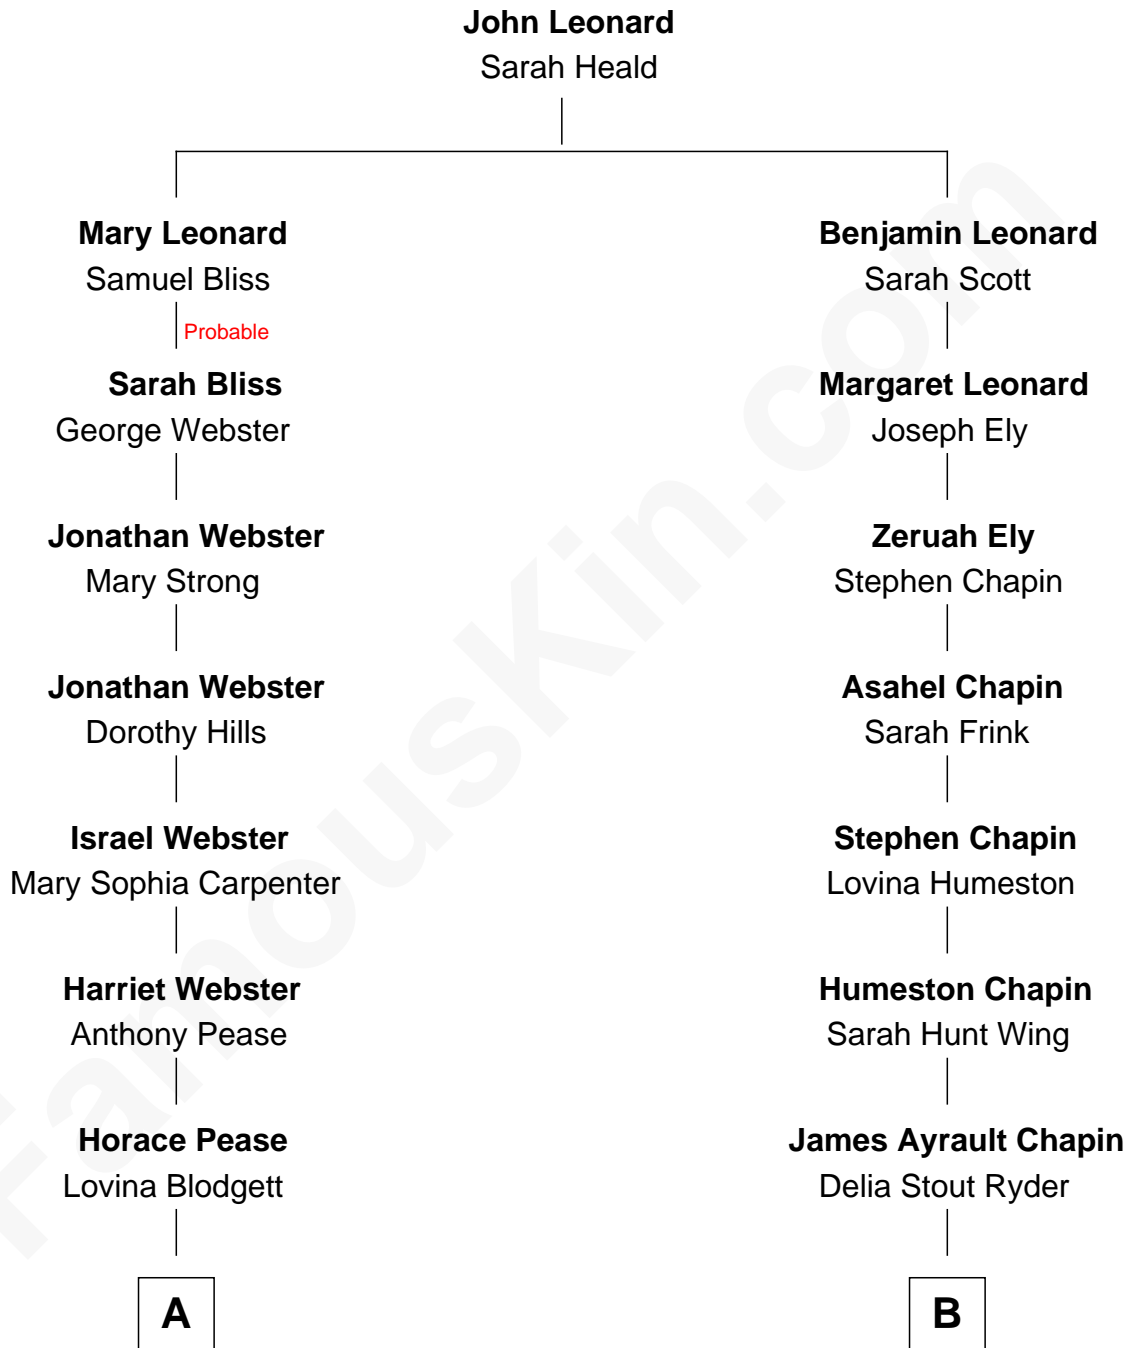 John Leonard
Sarah Heald
Mary Leonard
Samuel Bliss
Probable
Sarah Bliss
George Webster
Jonathan Webster
Mary Strong
Jonathan Webster
Dorothy Hills
Israel Webster
Mary Sophia Carpenter
Harriet Webster
Anthony Pease
Horace Pease
Lovina Blodgett
A
Benjamin Leonard
Sarah Scott
Margaret Leonard
Joseph Ely
Zeruah Ely
Stephen Chapin
Asahel Chapin
Sarah Frink
Stephen Chapin
Lovina Humeston
Humeston Chapin
Sarah Hunt Wing
James Ayrault Chapin
Delia Stout Ryder
B
FamousKin.com